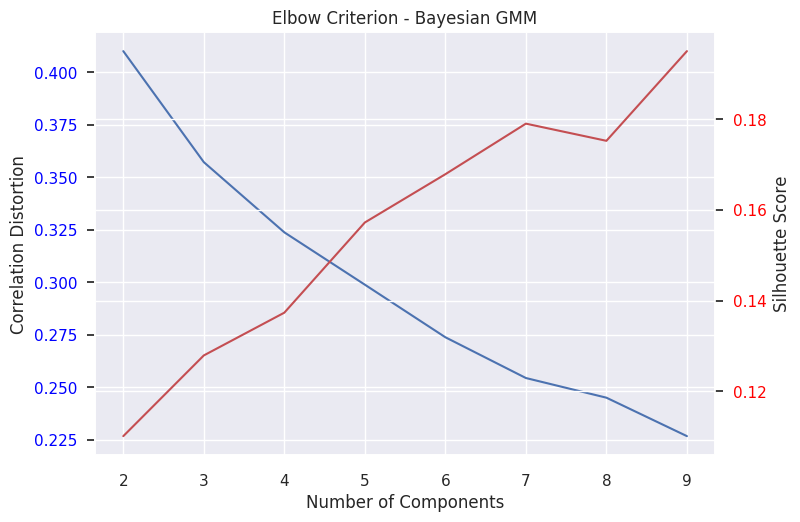 Elbow Criterion - Bayesian GMM
Correlation Distortion
0.400
0.375
0.350
0.325
0.300
0.275
0.250
0.225
0.18
0.16
0.14
0.12
Silhouette Score
2 3 4 5 6 7 8 9
Number of Components